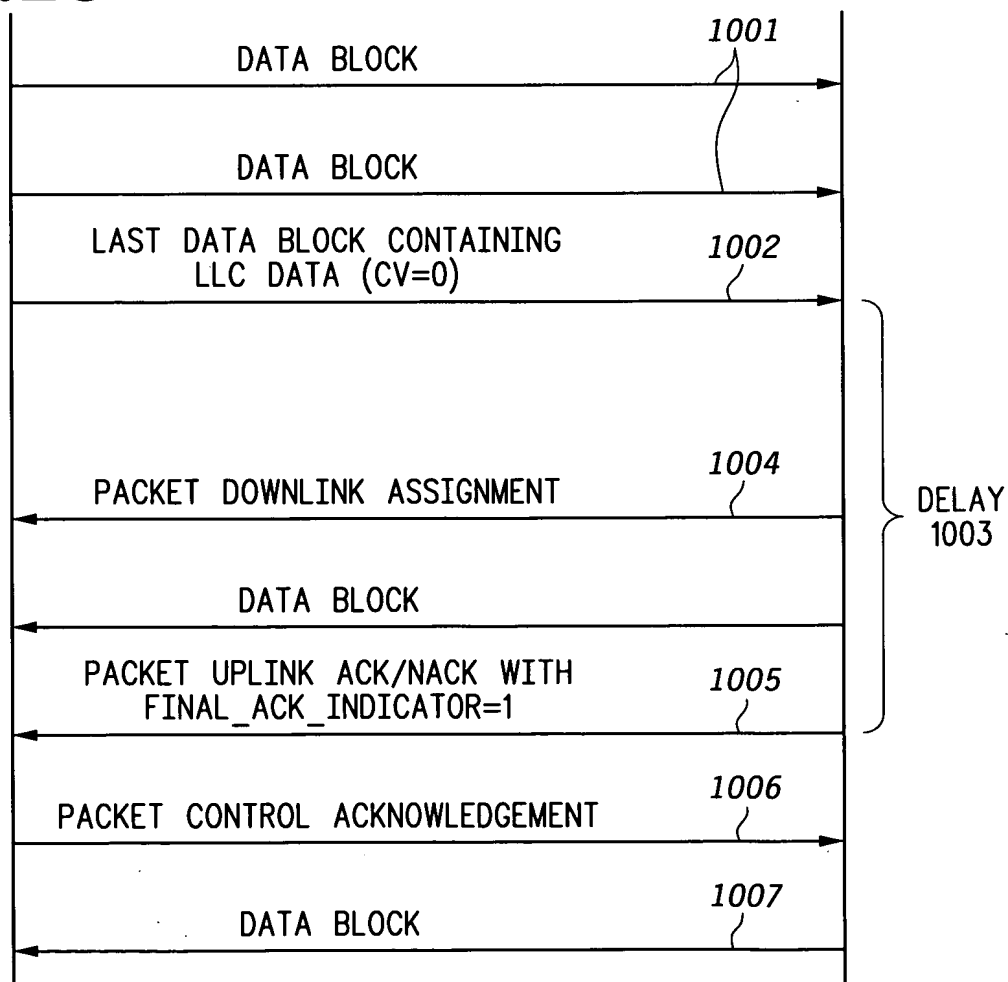 1001
DATA BLOCK
DATA BLOCK
LAST DATA BLOCK CONTAINING
LLC DATA (CV=0)
1002
1004
PACKET DOWNLINK ASSIGNMENT
DELAY
1003
DATA BLOCK
PACKET UPLINK ACK/NACK WITH
FINAL_ACK_INDICATOR=1
1005
1006
PACKET CONTROL ACKNOWLEDGEMENT
1007
DATA BLOCK